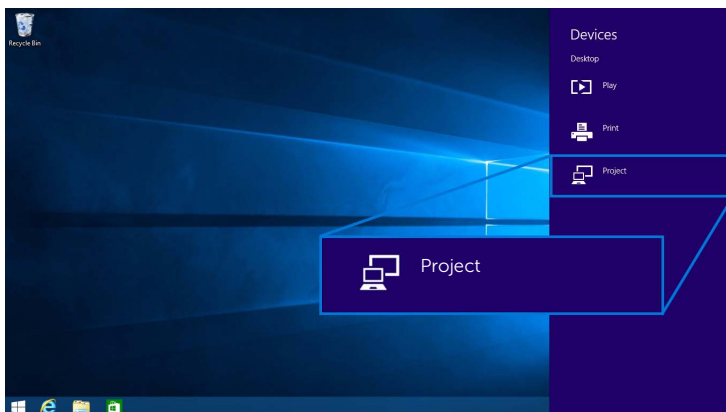 Recycle Bin
Devices
Desktop
Play
Print
Project
Project